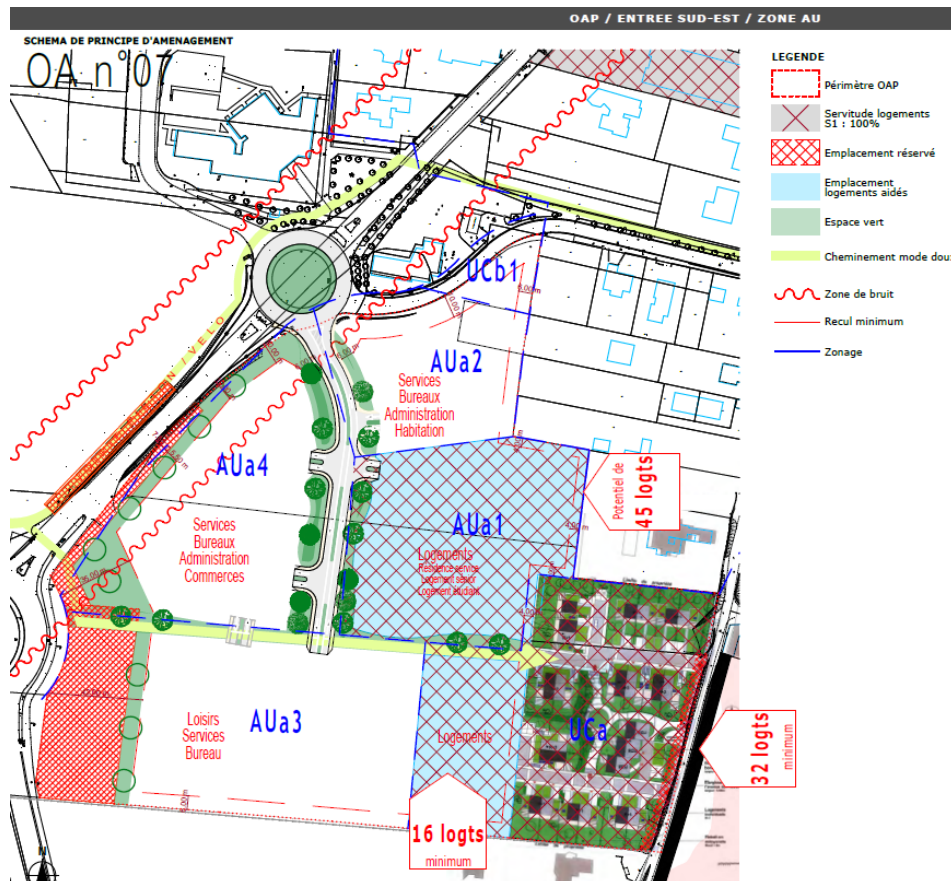 OAP / ENTREE SUD-EST / ZONE AU
SCHEMA DE PRINCIPE D'AMENAGEMENT
OA n°07
LEGENDE
Périmètre OAP
Servitude logements
S1 : 100%
Emplacement réservé
Emplacement
logements aidés
Espace vert
Cheminement mode doux
Zone de bruit
Recul minimum
Zonage
UCb1
AUa2
Services
Bureaux
Administration
Habitation
AUa4
Services
Bureaux
Administration
Commerces
AUa1
Logements
Résidence service
Logement sénior
Logement étudiant
Potentiel de
45 logts
AUa3
Loisirs
Services
Bureau
Logements
UCa
32 logts
minimum
16 logts
minimum
N